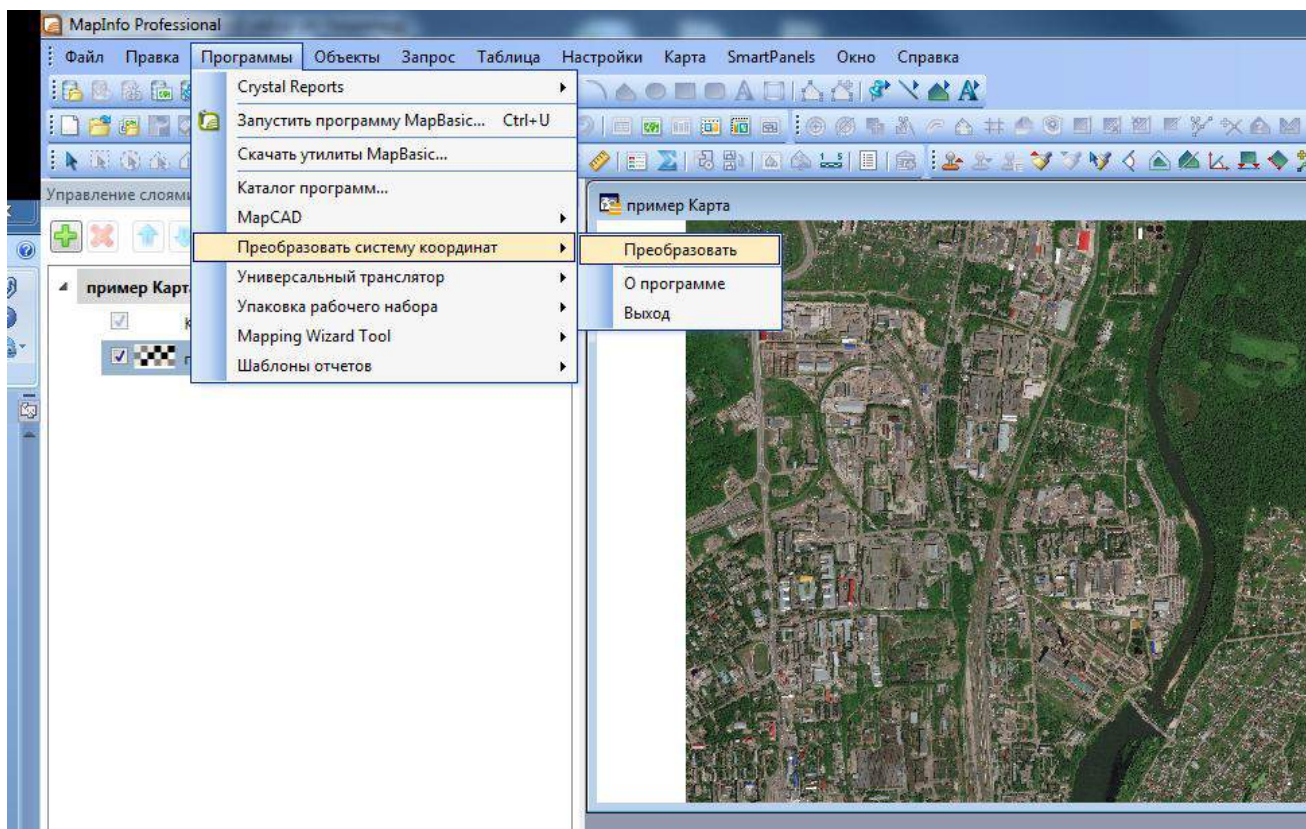 MapInfo Professional
Файл Правка Программы Объекты Запрос Таблица Настройки Карта SmartPanels Окно Справка
Crystal Reports
Запустить программу MapBasic... Ctrl+U
Скачать утилиты MapBasic...
Каталог программ...
MapCAD
Преобразовать систему координат
Универсальный транслятор
Упаковка рабочего набора
Mapping Wizard Tool
Шаблоны отчетов
Преобразовать
О программе
Выход
Управление слоями
пример Карт
пример Карта